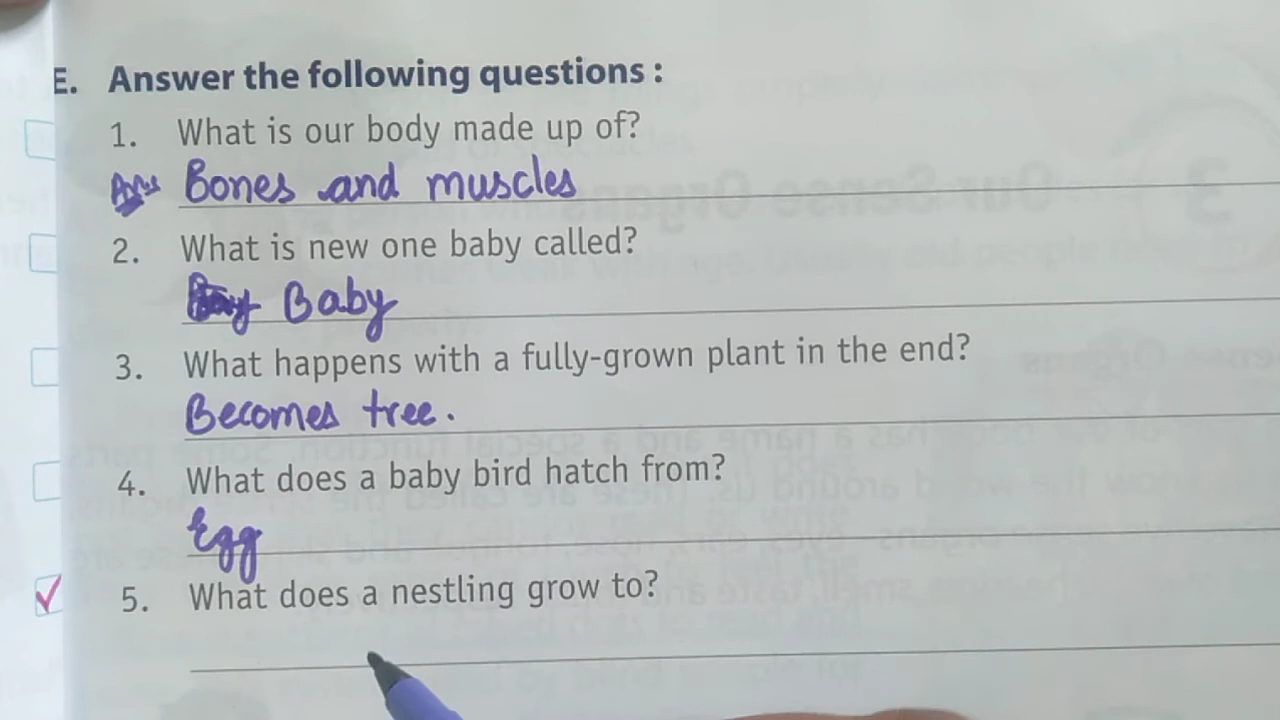 E. Answer the following questions :
1. What is our body made up of?
Ans Bones and muscles
2. What is new one baby called?
Baby
3. What happens with a fully-grown plant in the end?
Becomes tree.
4. What does a baby bird hatch from?
Egg
5. What does a nestling grow to?